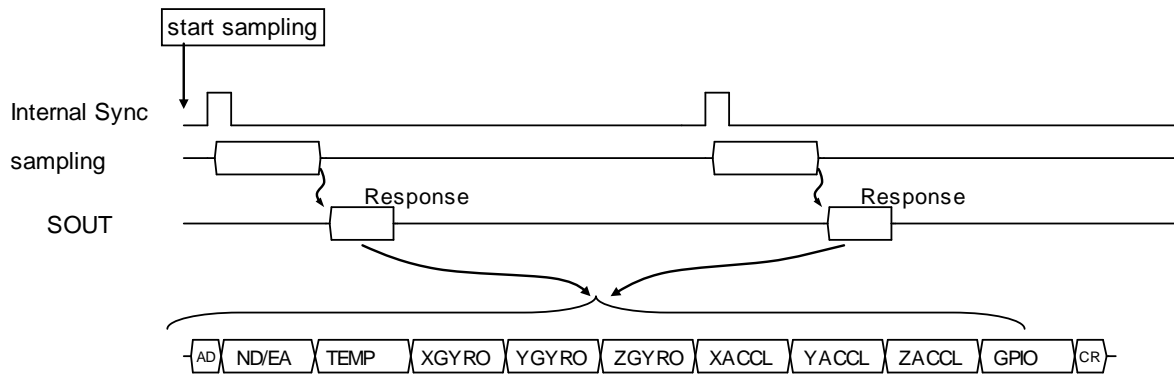 start sampling
Internal Sync
sampling
Response
Response
SOUT
AD ND/EA TEMP XGYRO YGYRO ZGYRO XACCL YACCL ZACCL GPIO CR